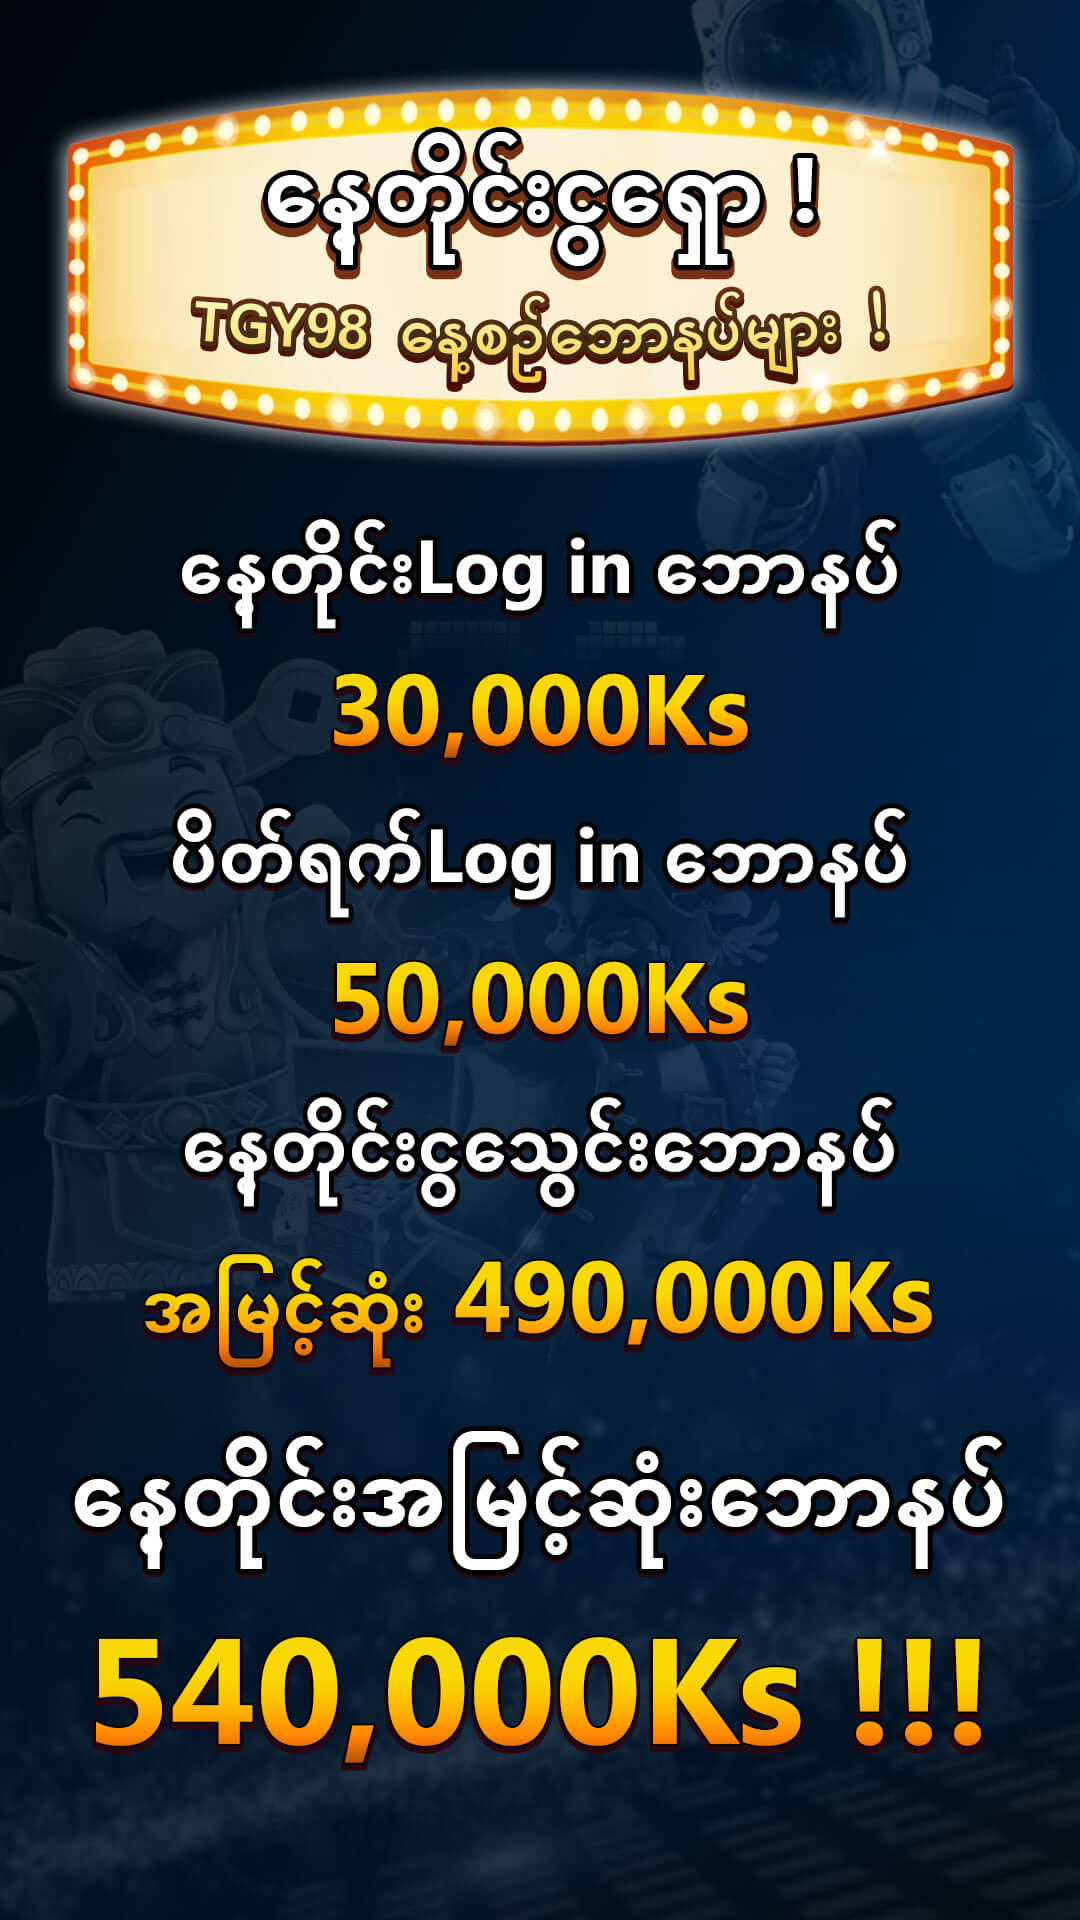 နေ့တိုင်းငွေရှာ !
TGY98 နေ့စဉ်ဘောနပ်များ !
နေ့တိုင်းLog in ဘောနပ်
30,000Ks
ပိတ်ရက်Log in ဘောနပ်
50,000Ks
နေ့တိုင်းငွေသွင်းဘောနပ်
အမြင့်ဆုံး 490,000Ks
နေ့တိုင်းအမြင့်ဆုံးဘောနပ်
540,000Ks !!!